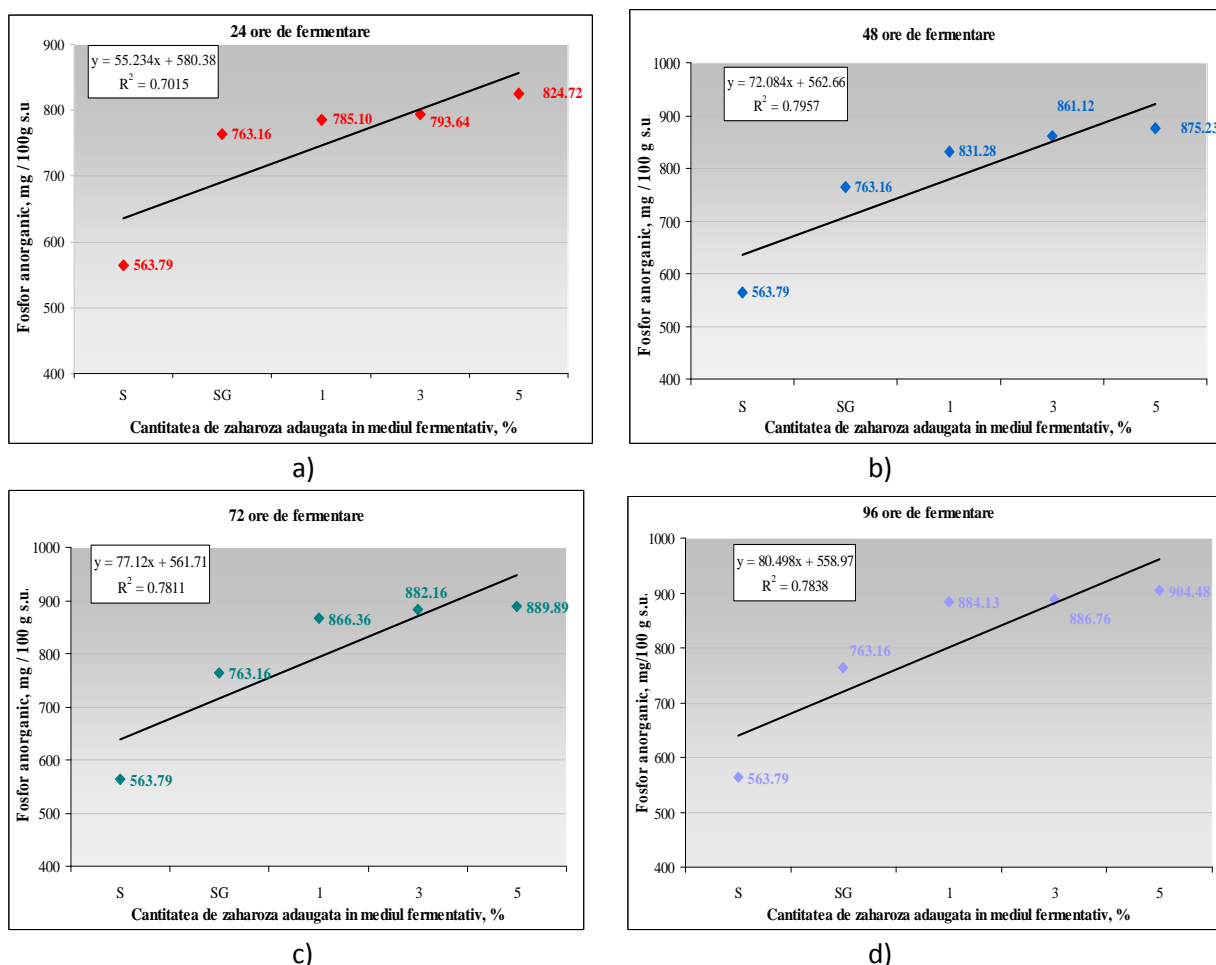 24 ore de fermentare
y = 55.234x + 580.38
R² = 0.7015
Fosfor anorganic, mg / 100g s.u.
900
800
700
600
500
400
563.79
763.16
785.10
793.64
824.72
S SG 1 3 5
Cantitatea de zaharoza adaugata in mediul fermentativ, %
a)
48 ore de fermentare
y = 72.084x + 562.66
R² = 0.7957
Fosfor anorganic, mg / 100 g s.u.
1000
900
800
700
600
500
400
563.79
763.16
831.28
861.12
875.23
S SG 1 3 5
Cantitatea de zaharoza adaugata in mediul fermentativ, %
b)
72 ore de fermentare
y = 77.12x + 561.71
R² = 0.7811
Fosfor anorganic, mg / 100 g s.u.
1000
900
800
700
600
500
400
563.79
763.16
866.36
882.16
889.89
S SG 1 3 5
Cantitatea de zaharoza adaugata in mediul fermentativ, %
c)
96 ore de fermentare
y = 80.498x + 558.97
R² = 0.7838
Fosfor anorganic, mg/100 g s.u.
1000
900
800
700
600
500
400
563.79
763.16
884.13
886.76
904.48
S SG 1 3 5
Cantitatea de zaharoza adaugata in mediul fermentativ, %
d)